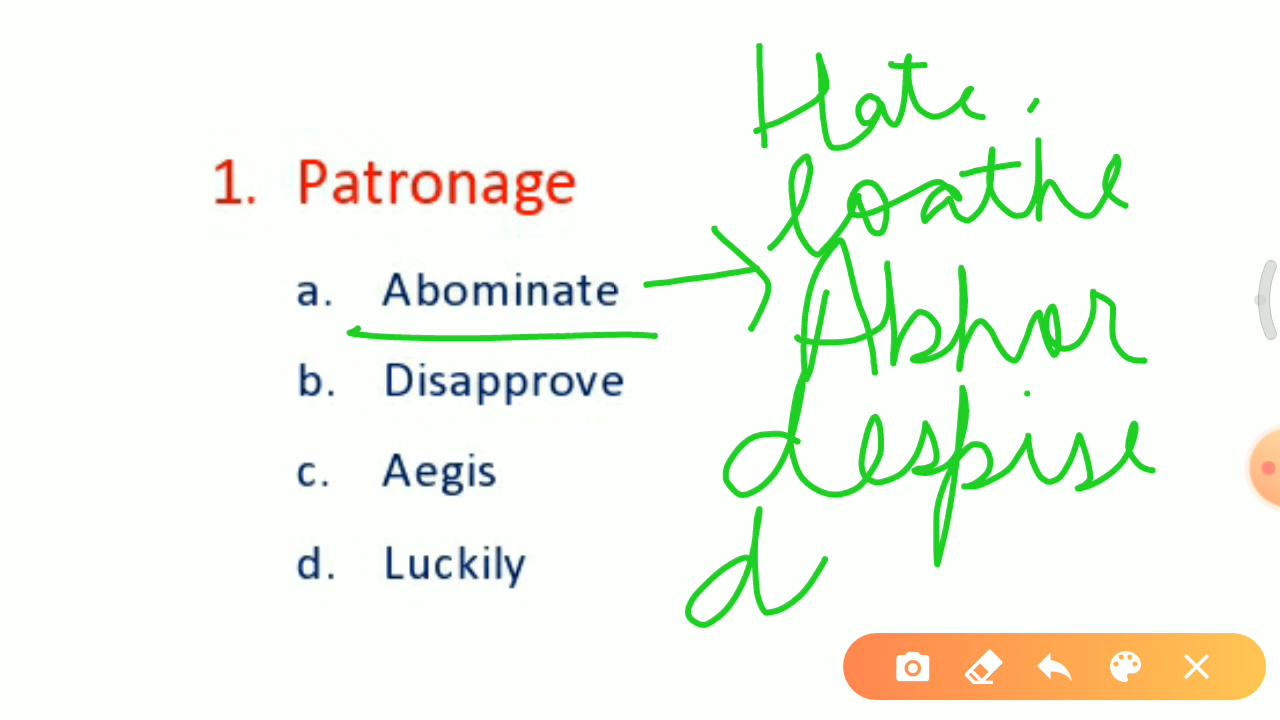 1. Patronage
a. Abominate
b. Disapprove
c. Aegis
d. Luckily
Hate.
loathe
Abhor
despise
d